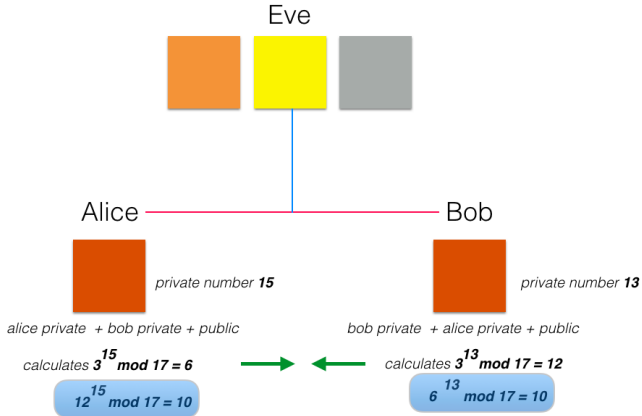 Eve
Alice
Bob
private number 15
private number 13
alice private + bob private + public
bob private + alice private + public
calculates 3^15 mod 17 = 6
calculates 3^13 mod 17 = 12
12^15 mod 17 = 10
6^13 mod 17 = 10